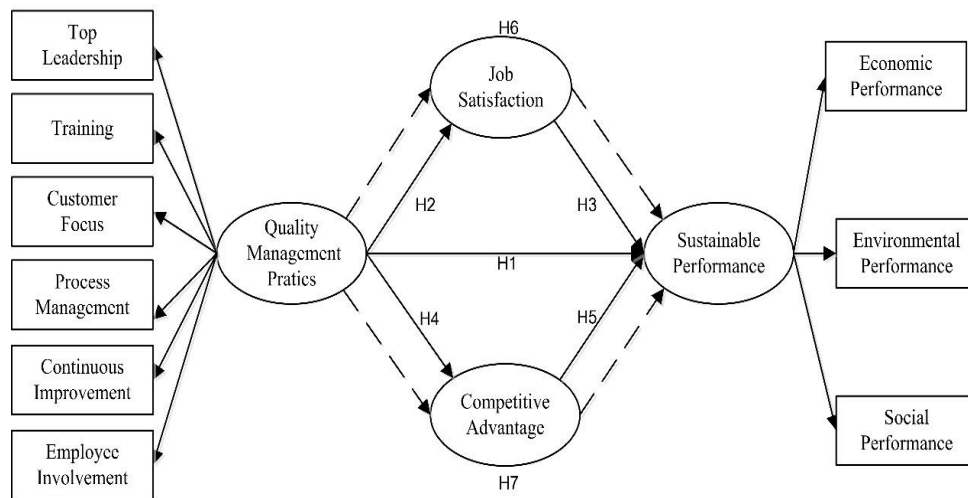 Top
Leadership
Training
Customer
Focus
Process
Management
Continuous
Improvement
Employee
Involvement
Quality
Management
Pratics
H6
Job
Satisfaction
H2
H3
H1
H4
H5
Competitive
Advantage
H7
Sustainable
Performance
Economic
Performance
Environmental
Performance
Social
Performance